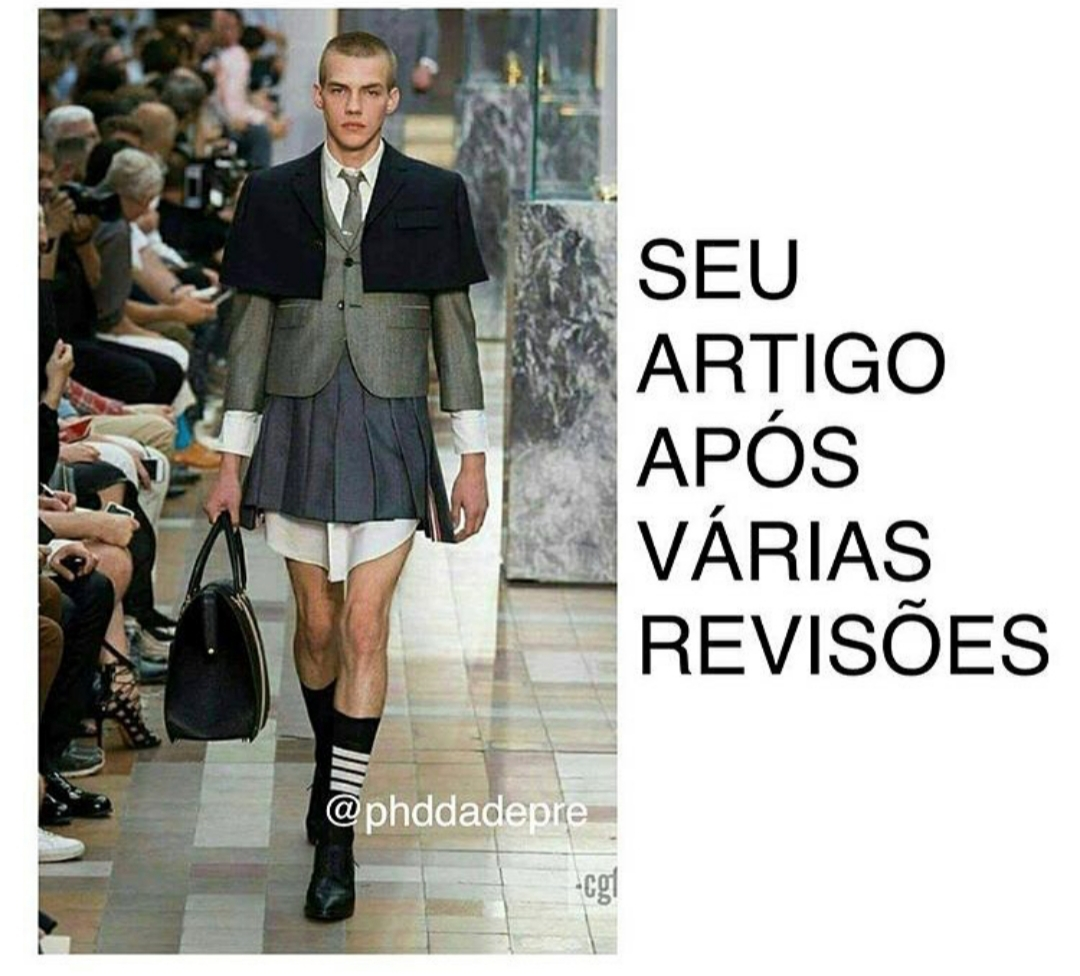 SEU
ARTIGO
APÓS
VÁRIAS
REVISÕES
@phddadepre